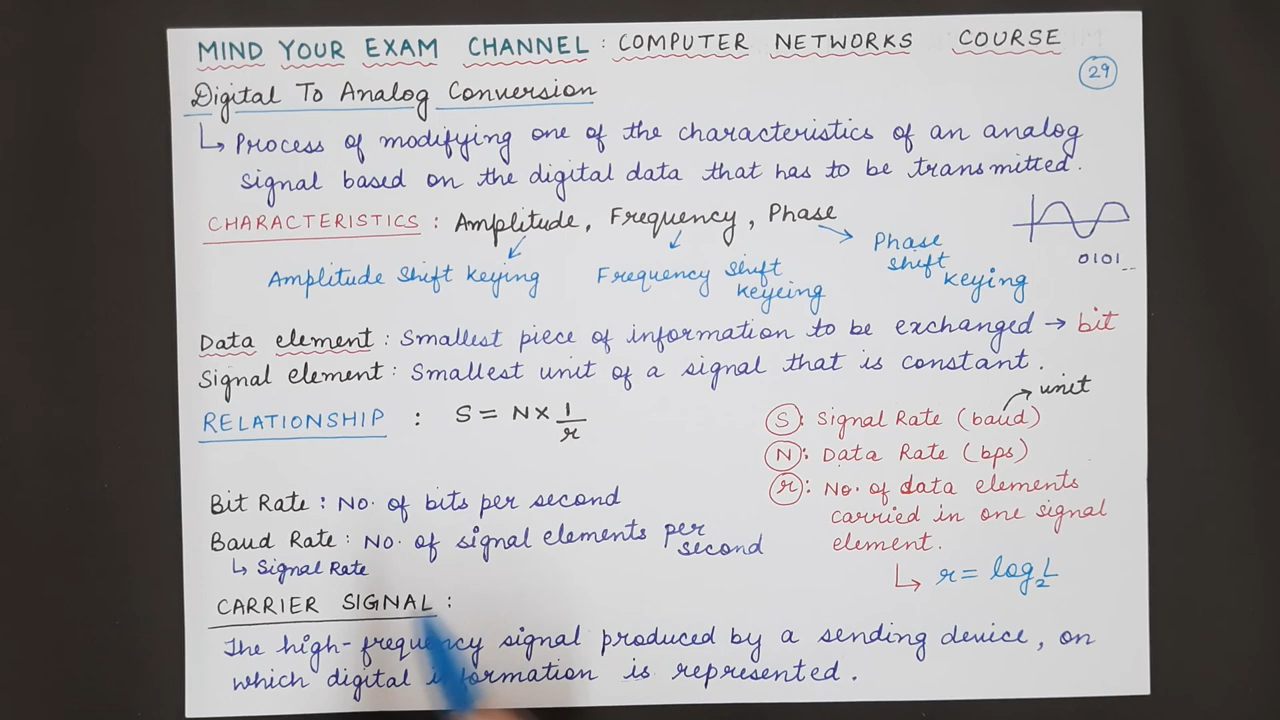 MIND YOUR EXAM CHANNEL : COMPUTER NETWORKS COURSE
29
Digital To Analog Conversion
↳ Process of modifying one of the characteristics of an analog
signal based on the digital data that has to be transmitted.
CHARACTERISTICS : Amplitude, Frequency, Phase
Amplitude Shift Keying
Frequency Shift
Keyeing
Phase
Shift
Keying
0101--
Data element : Smallest piece of information to be exchanged → bit
Signal element : Smallest unit of a signal that is constant.
RELATIONSHIP : S = N × 1/r
unit
S : Signal Rate (baud)
N : Data Rate (bps)
r : No. of data elements
carried in one signal
element.
↳ r = log₂L
Bit Rate : No. of bits per second
Baud Rate : No. of signal elements per
second
↳ Signal Rate
CARRIER SIGNAL :
The high-frequency signal produced by a sending device, on
which digital information is represented.